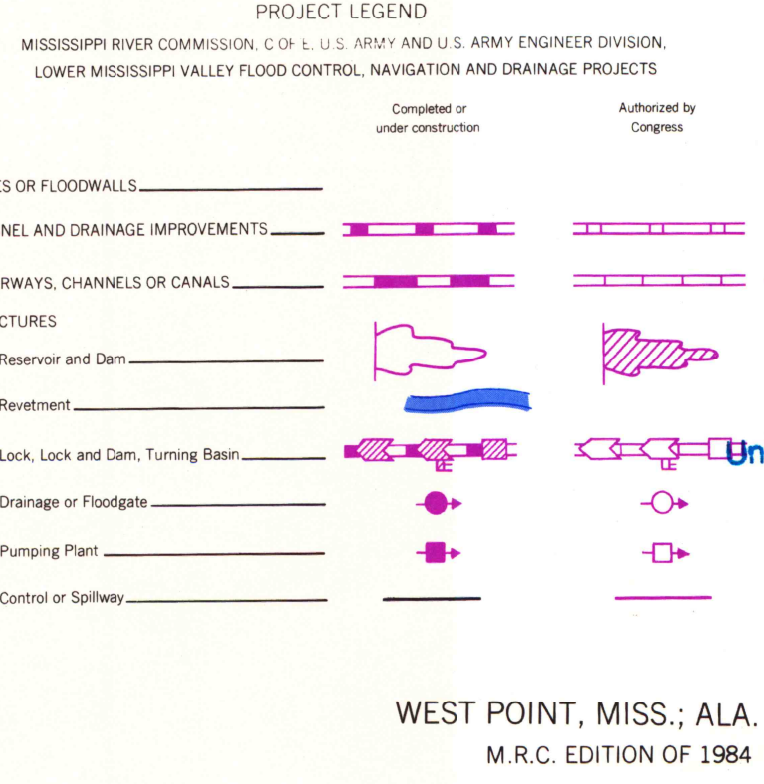 PROJECT LEGEND
MISSISSIPPI RIVER COMMISSION, C OF E, U.S. ARMY AND U.S. ARMY ENGINEER DIVISION,
LOWER MISSISSIPPI VALLEY FLOOD CONTROL, NAVIGATION AND DRAINAGE PROJECTS
Completed or
under construction
Authorized by
Congress
ES OR FLOODWALLS
NEL AND DRAINAGE IMPROVEMENTS
RWAYS, CHANNELS OR CANALS
CTURES
Reservoir and Dam
Revetment
Lock, Lock and Dam, Turning Basin
Un
Drainage or Floodgate
Pumping Plant
Control or Spillway
WEST POINT, MISS.; ALA.
M.R.C. EDITION OF 1984